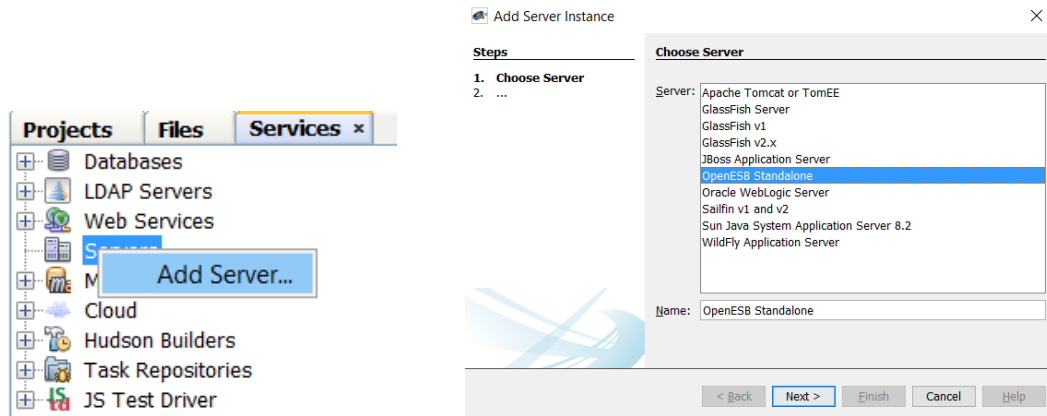 Projects Files Services ×
Databases
LDAP Servers
Web Services
Add Server...
Cloud
Hudson Builders
Task Repositories
JS Test Driver
Add Server Instance
Steps
1. Choose Server
2. ...
Choose Server
Server:
Apache Tomcat or TomEE
GlassFish Server
GlassFish v1
GlassFish v2.x
JBoss Application Server
OpenESB Standalone
Oracle WebLogic Server
Sailfin v1 and v2
Sun Java System Application Server 8.2
WildFly Application Server
Name: OpenESB Standalone
< Back Next > Finish Cancel Help